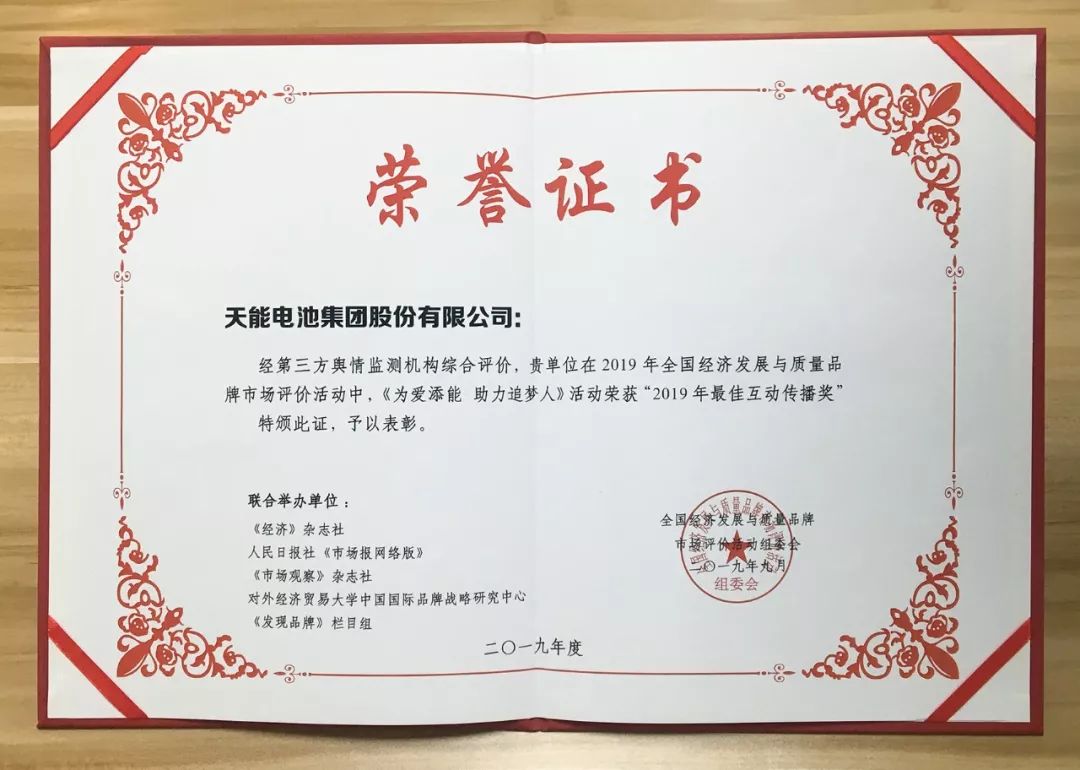 荣誉证书
天能电池集团股份有限公司：
经第三方舆情监测机构综合评价，贵单位在2019年全国经济发展与质量品
牌市场评价活动中，《为爱添能 助力追梦人》活动荣获“2019年最佳互动传播奖”
特颁此证，予以表彰。
联合举办单位：
《经济》杂志社
人民日报社《市场报网络版》
《市场观察》杂志社
对外经济贸易大学中国国际品牌战略研究中心
《发现品牌》栏目组
全国经济发展与质量品牌
市场评价活动组委会
二〇一九年九月
组委会
二〇一九年度